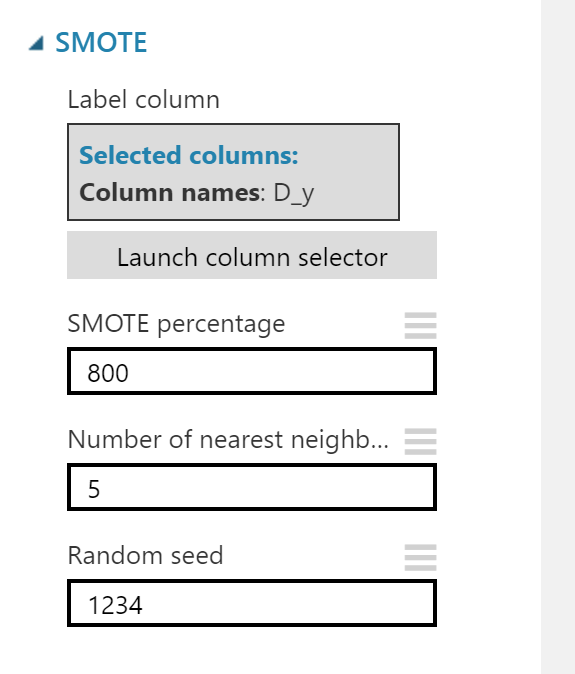 SMOTE
Label column
Selected columns:
Column names: D_y
Launch column selector
SMOTE percentage
800
Number of nearest neighb...
5
Random seed
1234